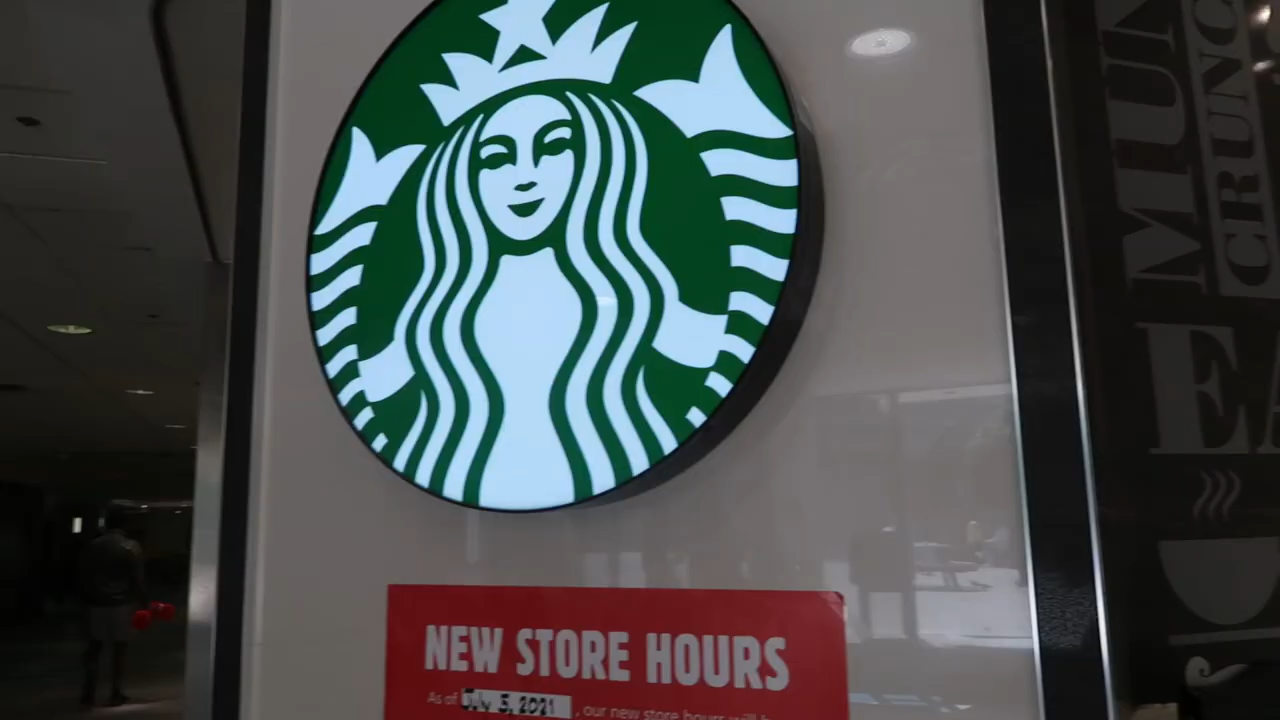 NEW STORE HOURS
As of July 5, 2021, our new store hours will
MUN
CRUNC
EA